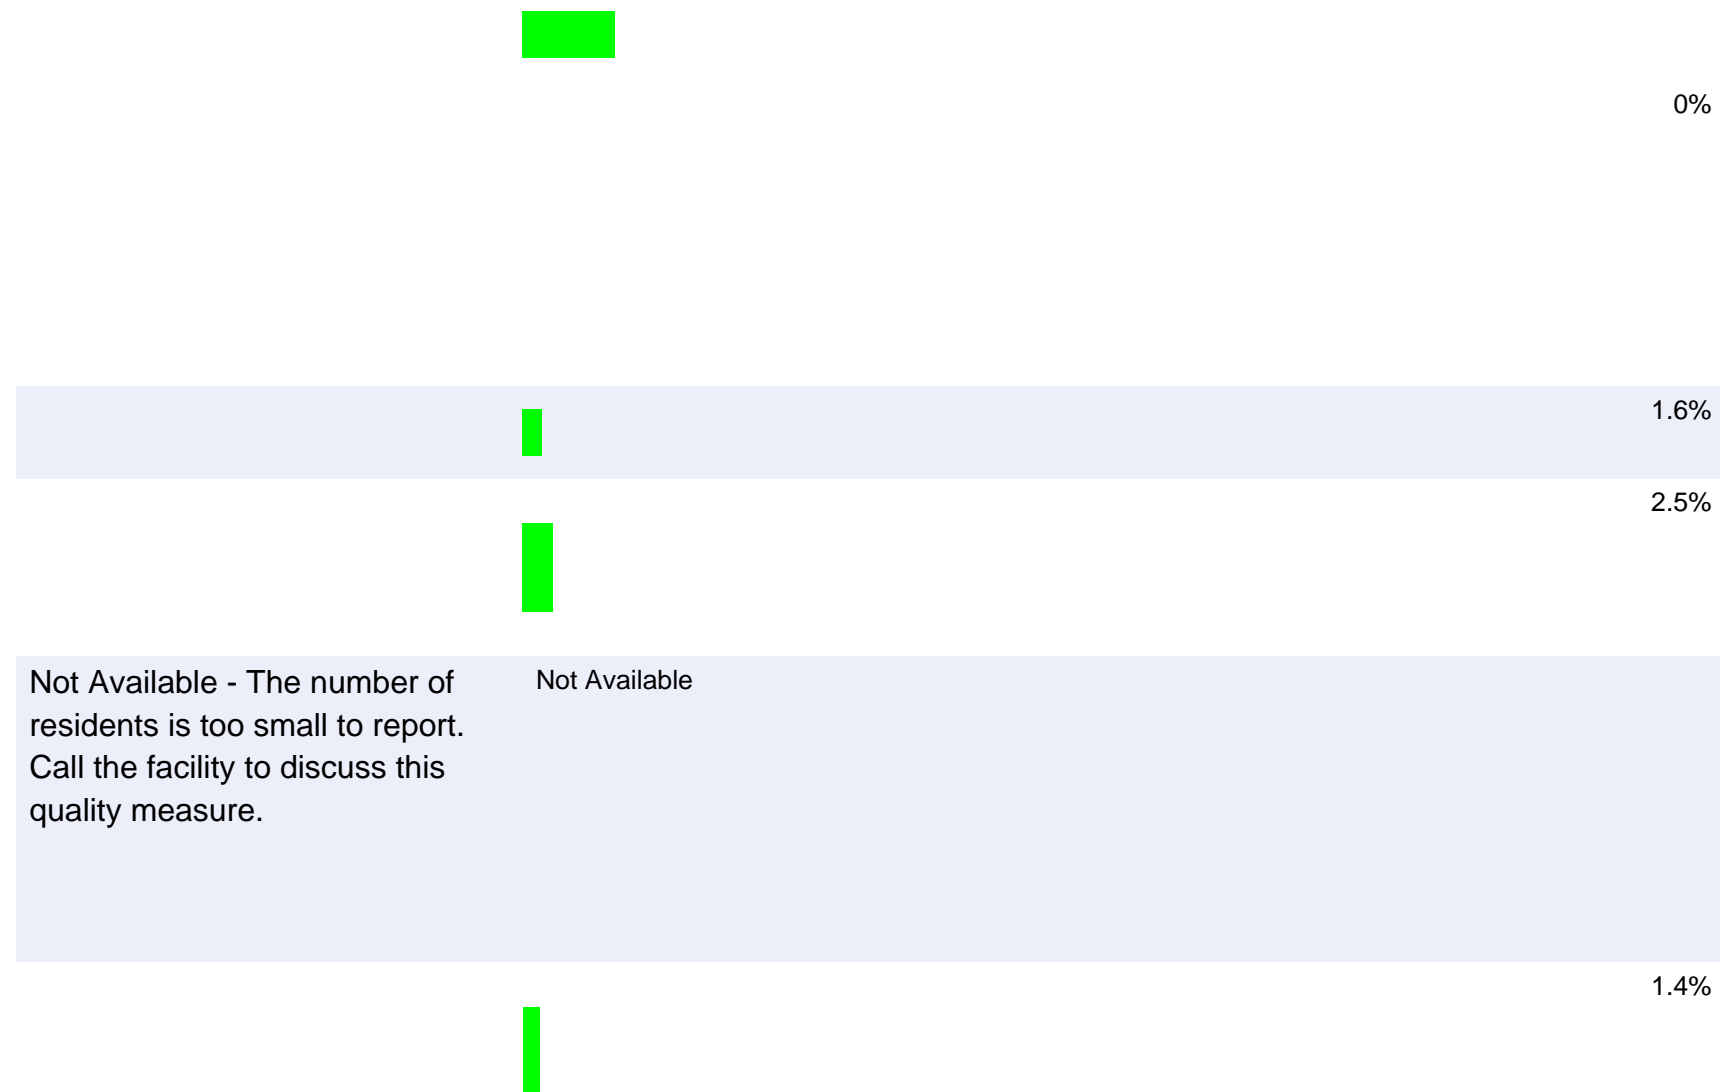 0%
1.6%
2.5%
Not Available - The number of
residents is too small to report.
Call the facility to discuss this
quality measure.
Not Available
1.4%